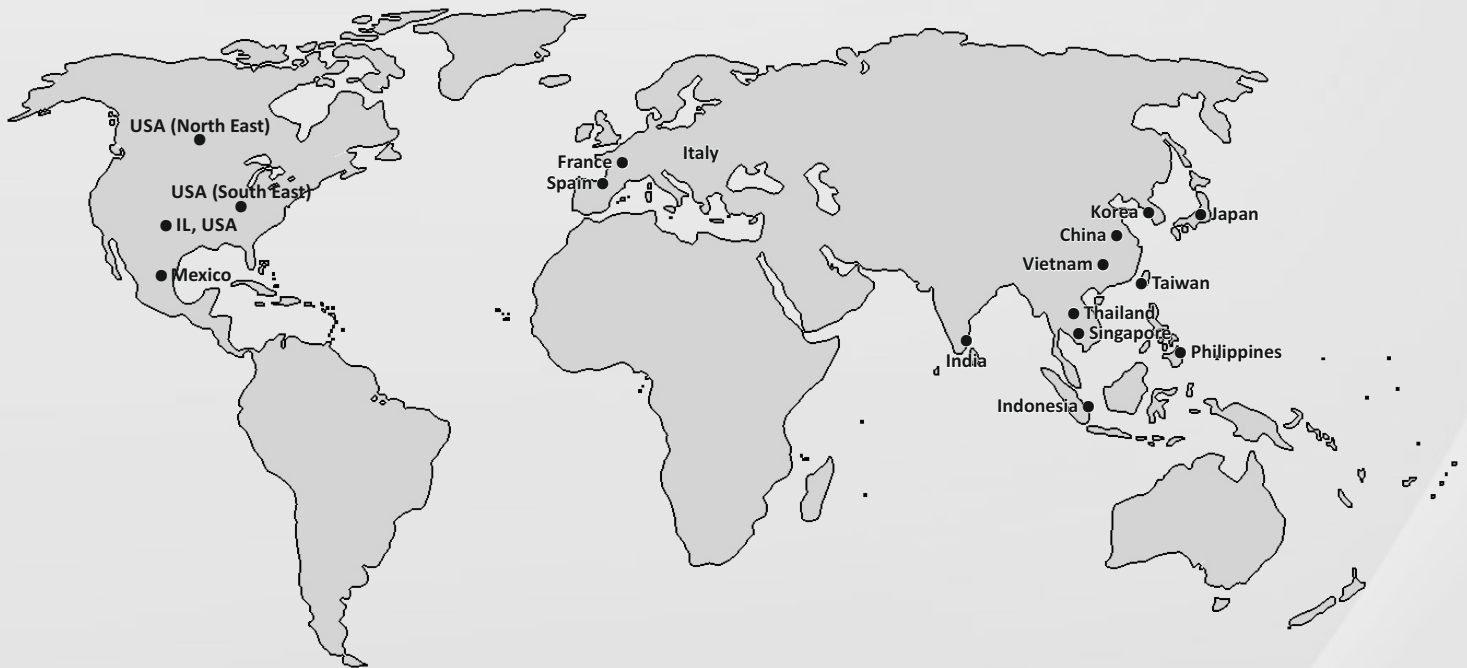 USA (North East)
France
Italy
Spain
USA (South East)
IL, USA
Korea
Japan
China
Vietnam
Mexico
Taiwan
Thailand
Singapore
India
Philippines
Indonesia